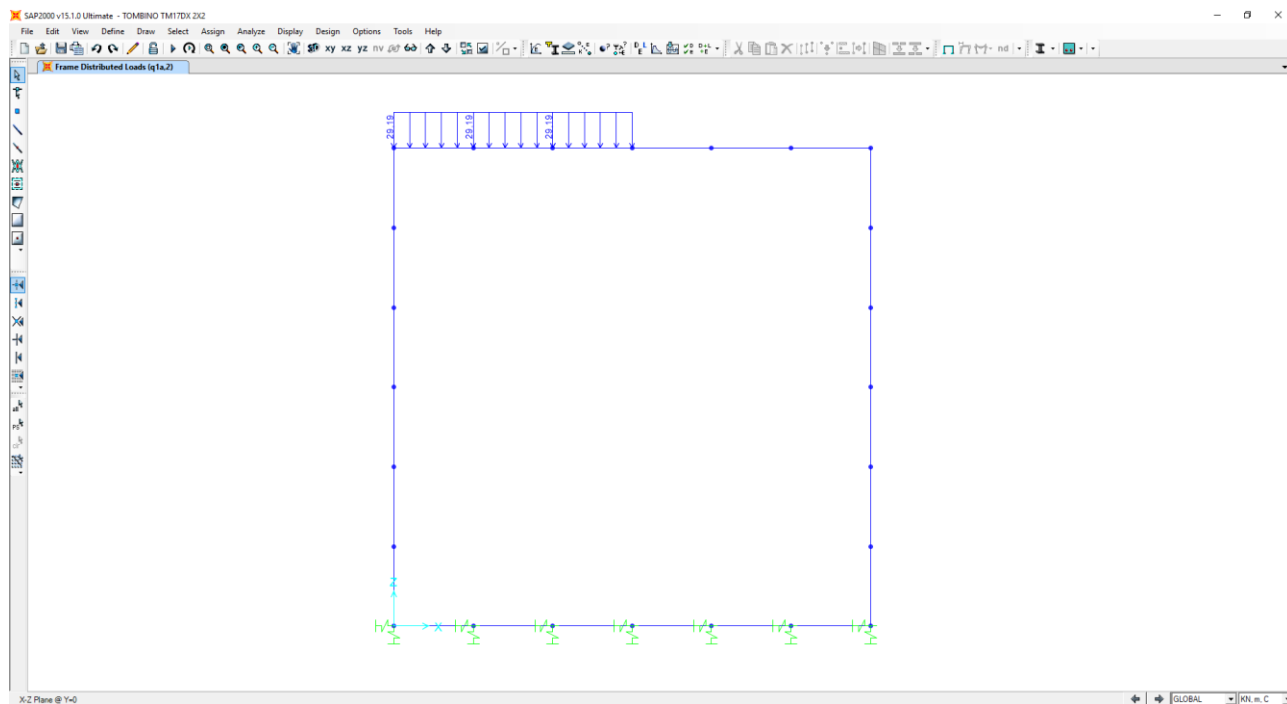 SAP2000 v15.1.0 Ultimate - TOMBINO TM17DX 2X2
File Edit View Define Draw Select Assign Analyze Display Design Options Tools Help
xy xz yz nv nd
Frame Distributed Loads (q1a,2)
29.19 29.19 29.19
Z
X
X-Z Plane @ Y=0
GLOBAL KN, m, C